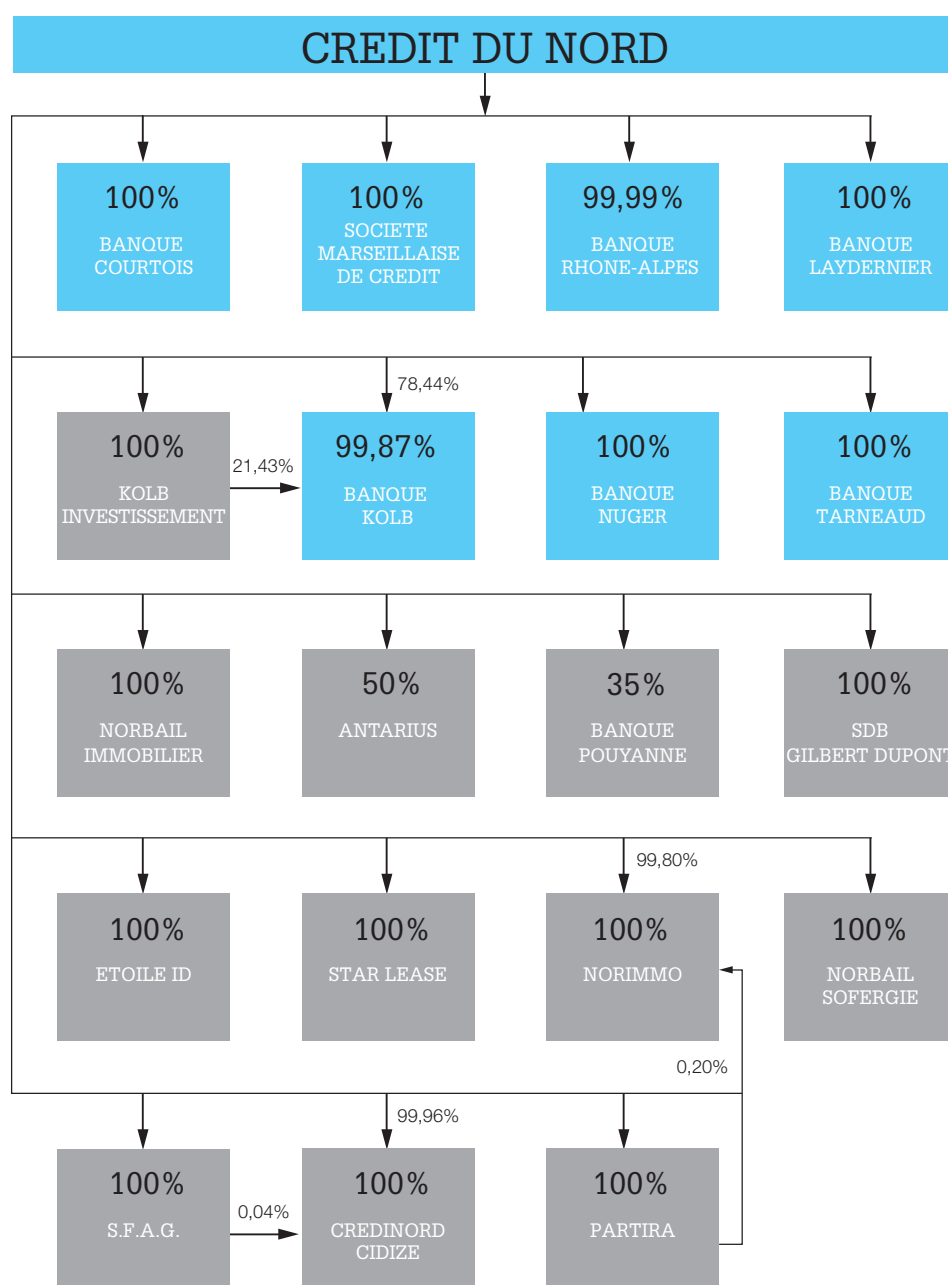 CREDIT DU NORD
100%
BANQUE
COURTOIS
100%
SOCIETE
MARSEILLAISE
DE CREDIT
99,99%
BANQUE
RHONE-ALPES
100%
BANQUE
LAYDERNIER
78,44%
100%
KOLB
INVESTISSEMENT
21,43%
99,87%
BANQUE
KOLB
100%
BANQUE
NUGER
100%
BANQUE
TARNEAUD
100%
NORBAIL
IMMOBILIER
50%
ANTARIUS
35%
BANQUE
POUYANNE
100%
SDB
GILBERT DUPONT
99,80%
100%
ETOILE ID
100%
STAR LEASE
100%
NORIMMO
100%
NORBAIL
SOFERGIE
0,20%
99,96%
100%
S.F.A.G.
0,04%
100%
CREDINORD
CIDIZE
100%
PARTIRA